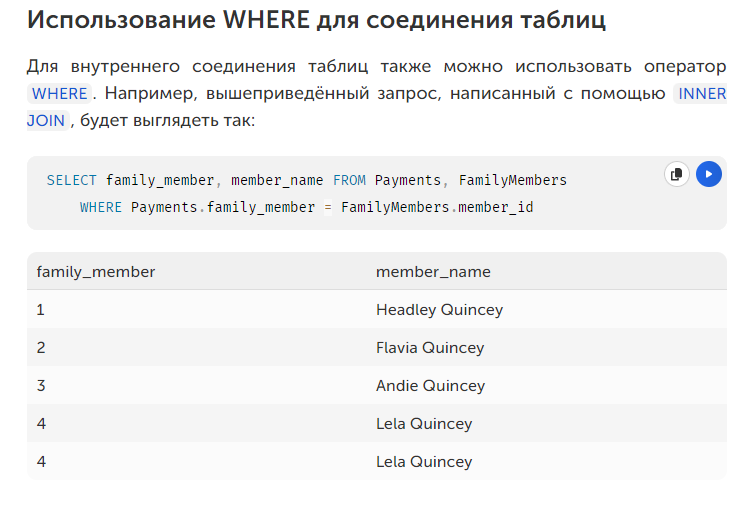 Использование WHERE для соединения таблиц
Для внутреннего соединения таблиц также можно использовать оператор
WHERE. Например, вышеприведённый запрос, написанный с помощью INNER
JOIN, будет выглядеть так:
SELECT family_member, member_name FROM Payments, FamilyMembers
WHERE Payments.family_member = FamilyMembers.member_id
family_member member_name
1 Headley Quincey
2 Flavia Quincey
3 Andie Quincey
4 Lela Quincey
4 Lela Quincey